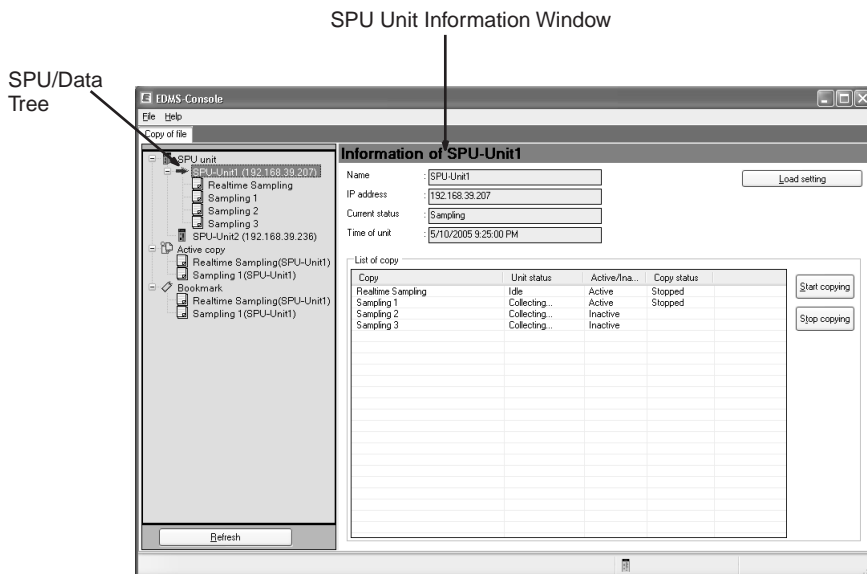 SPU Unit Information Window
SPU/Data
Tree
EDMS-Console
File Help
Copy of file
SPU unit
SPU-Unit1 (192.168.39.207)
Realtime Sampling
Sampling 1
Sampling 2
Sampling 3
SPU-Unit2 (192.168.39.236)
Active copy
Realtime Sampling(SPU-Unit1)
Sampling 1(SPU-Unit1)
Bookmark
Realtime Sampling(SPU-Unit1)
Sampling 1(SPU-Unit1)
Refresh
Information of SPU-Unit1
Name : SPU-Unit1
Load setting
IP address : 192.168.39.207
Current status : Sampling
Time of unit : 5/10/2005 9:25:00 PM
List of copy
Copy Unit status Active/Ina... Copy status
Realtime Sampling Idle Active Stopped
Sampling 1 Collecting... Active Stopped
Sampling 2 Collecting... Inactive
Sampling 3 Collecting... Inactive
Start copying
Stop copying